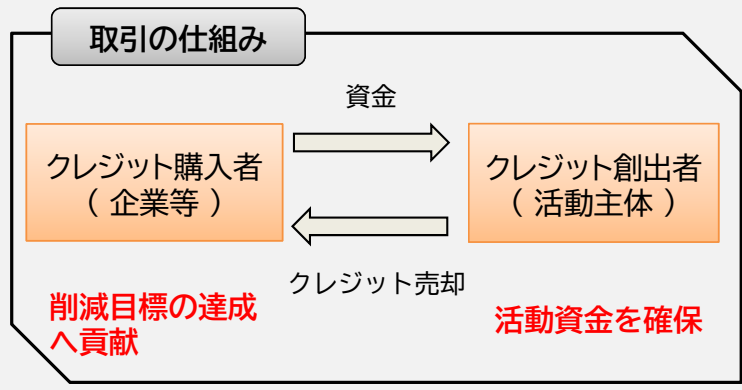 取引の仕組み
資金
クレジット購入者
（ 企業等 ）
クレジット創出者
（ 活動主体 ）
クレジット売却
削減目標の達成
へ貢献
活動資金を確保